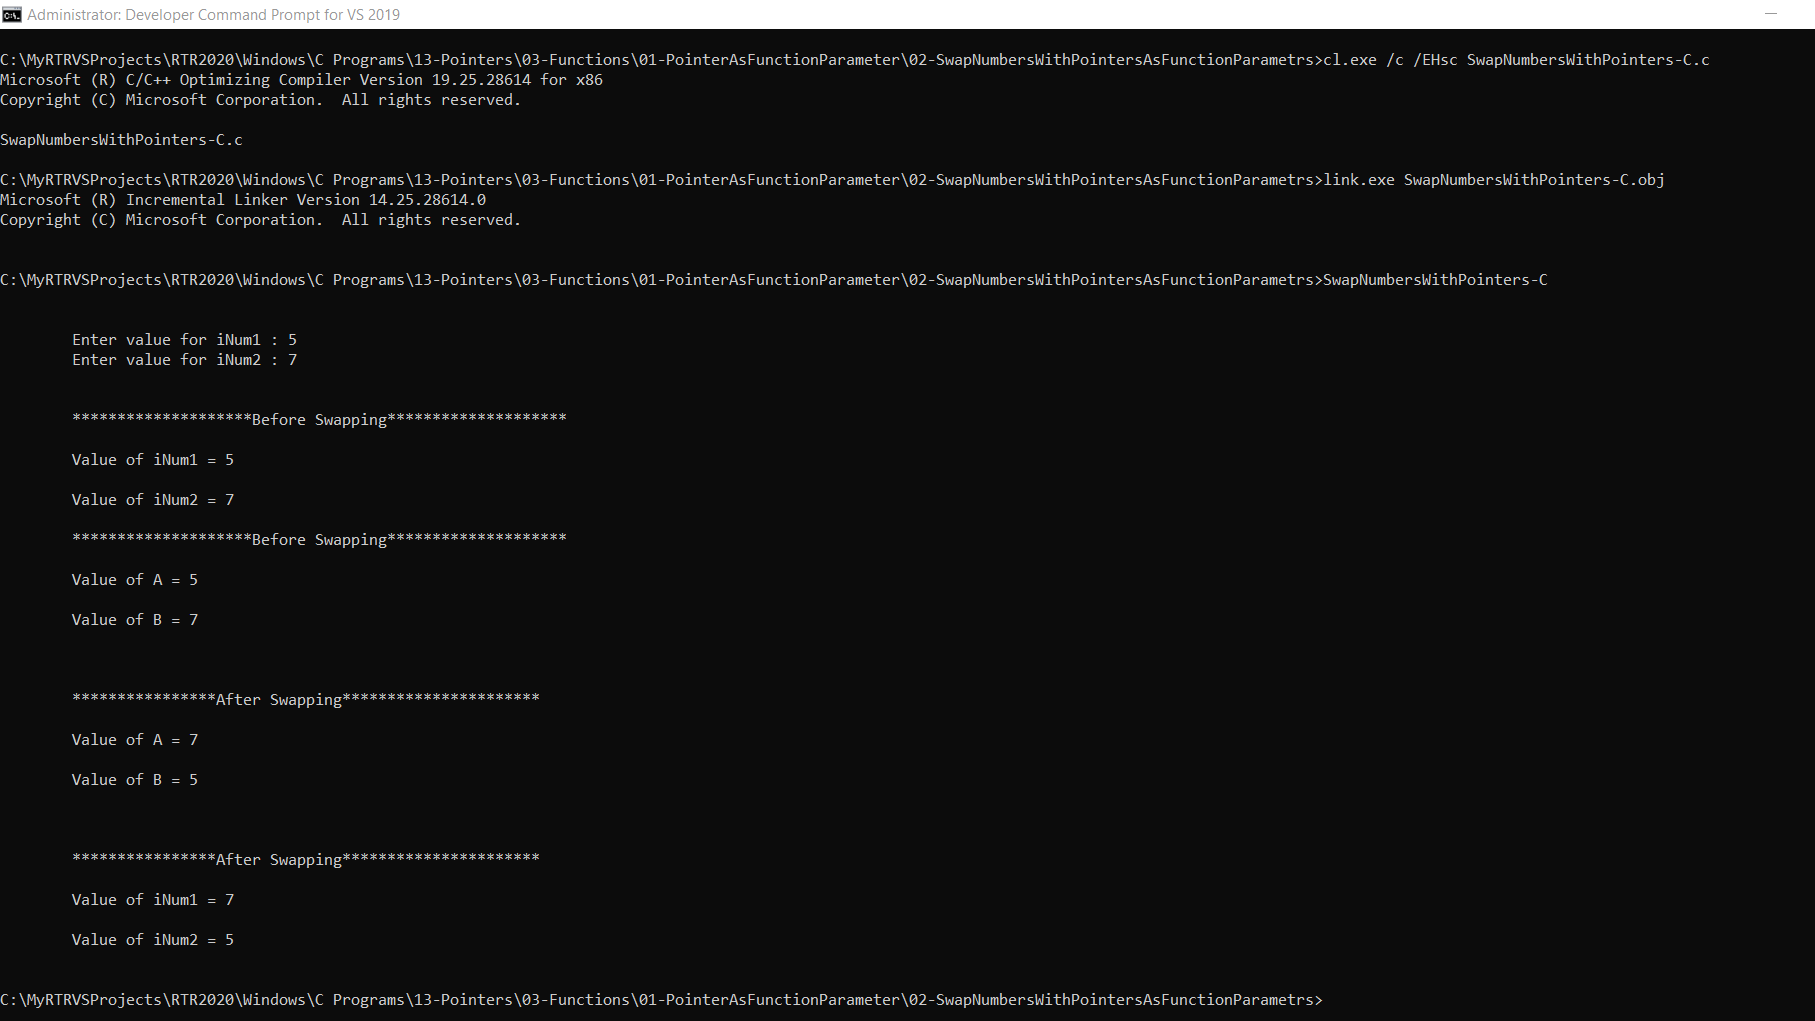 Administrator: Developer Command Prompt for VS 2019
C:\MyRTRVSProjects\RTR2020\Windows\C Programs\13-Pointers\03-Functions\01-PointerAsFunctionParameter\02-SwapNumbersWithPointersAsFunctionParametrs>cl.exe /c /EHsc SwapNumbersWithPointers-C.c
Microsoft (R) C/C++ Optimizing Compiler Version 19.25.28614 for x86
Copyright (C) Microsoft Corporation.  All rights reserved.
SwapNumbersWithPointers-C.c
C:\MyRTRVSProjects\RTR2020\Windows\C Programs\13-Pointers\03-Functions\01-PointerAsFunctionParameter\02-SwapNumbersWithPointersAsFunctionParametrs>link.exe SwapNumbersWithPointers-C.obj
Microsoft (R) Incremental Linker Version 14.25.28614.0
Copyright (C) Microsoft Corporation.  All rights reserved.
C:\MyRTRVSProjects\RTR2020\Windows\C Programs\13-Pointers\03-Functions\01-PointerAsFunctionParameter\02-SwapNumbersWithPointersAsFunctionParametrs>SwapNumbersWithPointers-C
Enter value for iNum1 : 5
Enter value for iNum2 : 7
********************Before Swapping********************
Value of iNum1 = 5
Value of iNum2 = 7
********************Before Swapping********************
Value of A = 5
Value of B = 7
****************After Swapping**********************
Value of A = 7
Value of B = 5
****************After Swapping**********************
Value of iNum1 = 7
Value of iNum2 = 5
C:\MyRTRVSProjects\RTR2020\Windows\C Programs\13-Pointers\03-Functions\01-PointerAsFunctionParameter\02-SwapNumbersWithPointersAsFunctionParametrs>